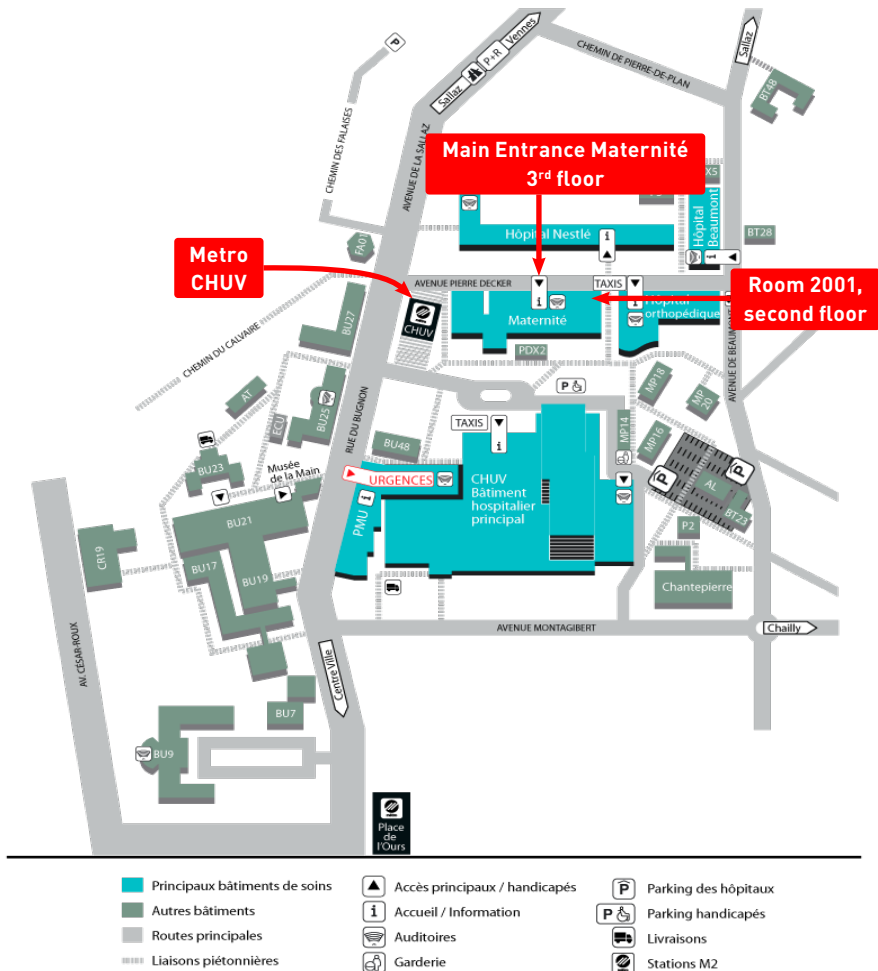 P
CHEMIN DES FALAISES
AVENUE DE LA SALLAZ
Sallaz
P+R
Vennes
CHEMIN DE PIERRE-DE-PLAN
Sallaz
BT48
Main Entrance Maternité
3rd floor
Hôpital Nestlé
i
Hôpital
Beaumont
i
BT28
FA01
Metro
CHUV
AVENUE PIERRE DECKER
TAXIS
Room 2001,
second floor
CHUV
i
Maternité
i
Hôpital
orthopédique
PDX2
AVENUE DE BEAUMONT
BU27
CHEMIN DU CALVAIRE
AT
ECU
BU25
RUE DU BUGNON
P
MP18
MP
20
MP14
MP16
TAXIS
i
BU48
URGENCES
i
PMU
CHUV
Bâtiment
hospitalier
principal
P
P
AL
BT23
P2
Chantepierre
BU23
Musée
de la Main
BU21
BU17
BU19
CR19
AV. CÉSAR-ROUX
AVENUE MONTAGIBERT
Chailly
Centre Ville
BU7
BU9
Place
de
l'Ours
Principaux bâtiments de soins
Autres bâtiments
Routes principales
Liaisons piétonnières
Accès principaux / handicapés
i Accueil / Information
Auditoires
Garderie
P Parking des hôpitaux
P Parking handicapés
Livraisons
Stations M2